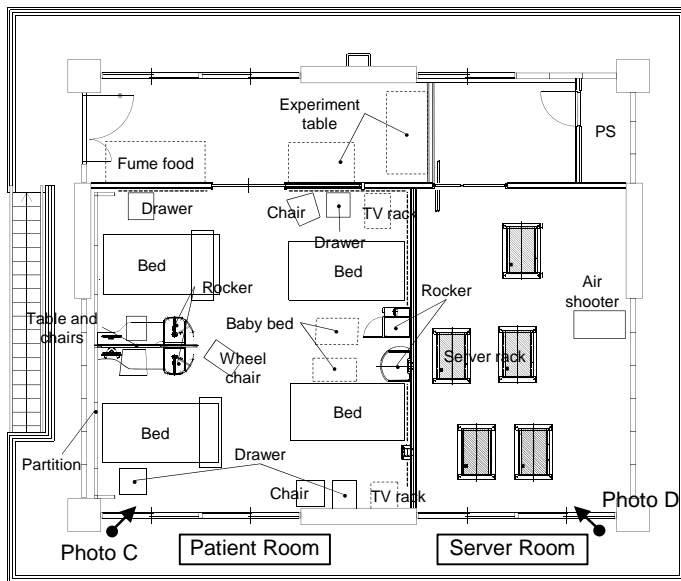 Experiment
table
PS
Fume food
Drawer
Chair
TV rack
Drawer
Bed
Bed
Air
shooter
Rocker
Rocker
Table and
chairs
Baby bed
Wheel
chair
Server rack
Bed
Bed
Drawer
Partition
Chair
TV rack
Photo D
Photo C
Patient Room
Server Room